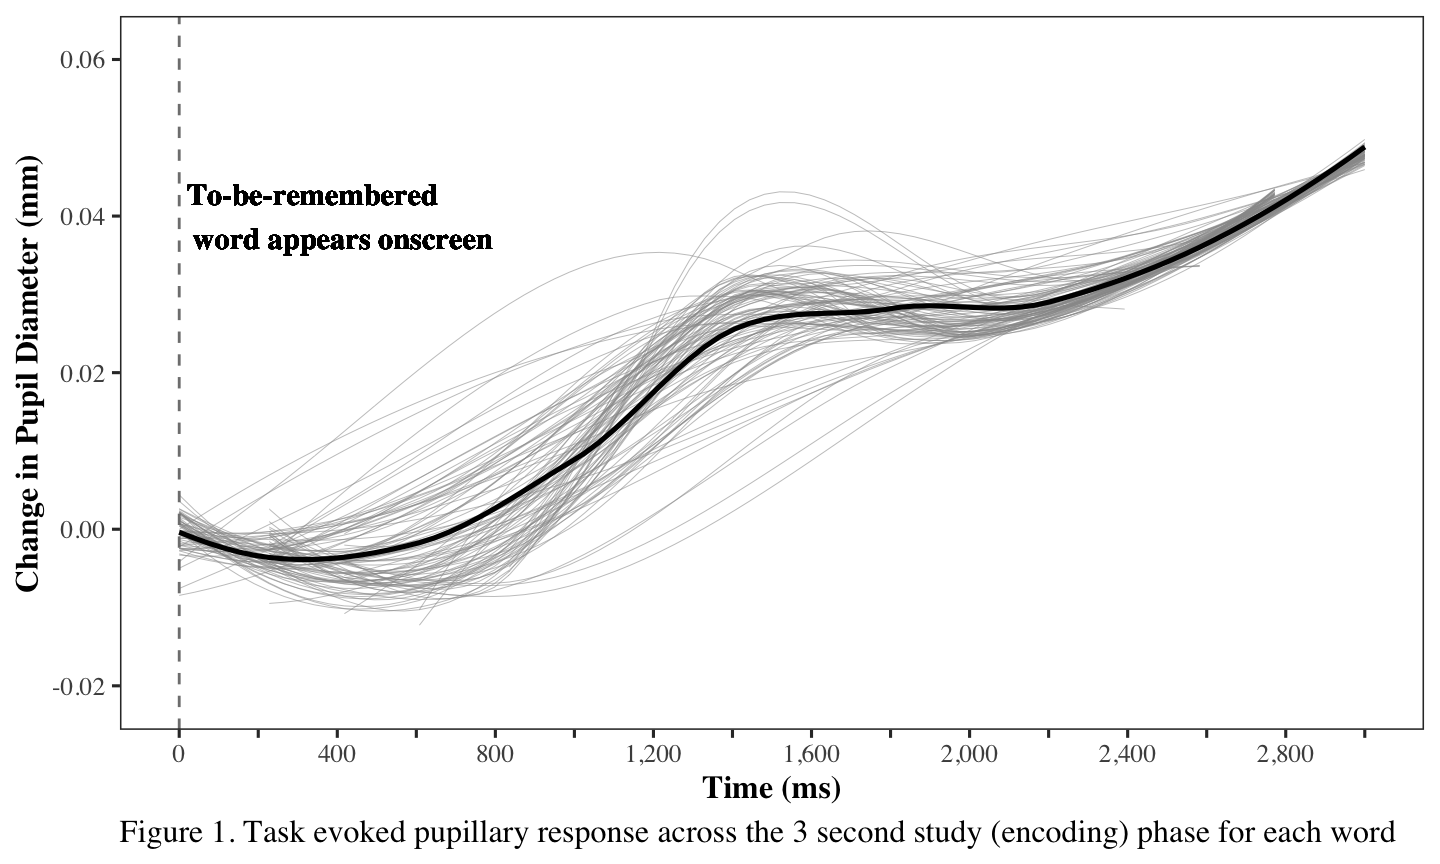 0.06
0.04
0.02
0.00
-0.02
Change in Pupil Diameter (mm)
To-be-remembered
word appears onscreen
0 400 800 1,200 1,600 2,000 2,400 2,800
Time (ms)
Figure 1. Task evoked pupillary response across the 3 second study (encoding) phase for each word